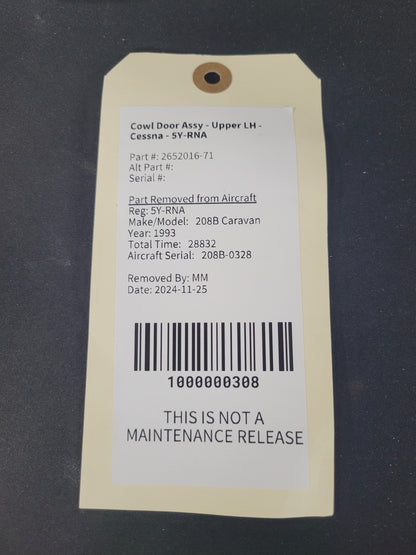 Cowl Door Assy - Upper LH -
Cessna - 5Y-RNA
Part #: 2652016-71
Alt Part #:
Serial #:
Part Removed from Aircraft
Reg: 5Y-RNA
Make/Model: 208B Caravan
Year: 1993
Total Time: 28832
Aircraft Serial: 208B-0328
Removed By: MM
Date: 2024-11-25
1000000308
THIS IS NOT A
MAINTENANCE RELEASE